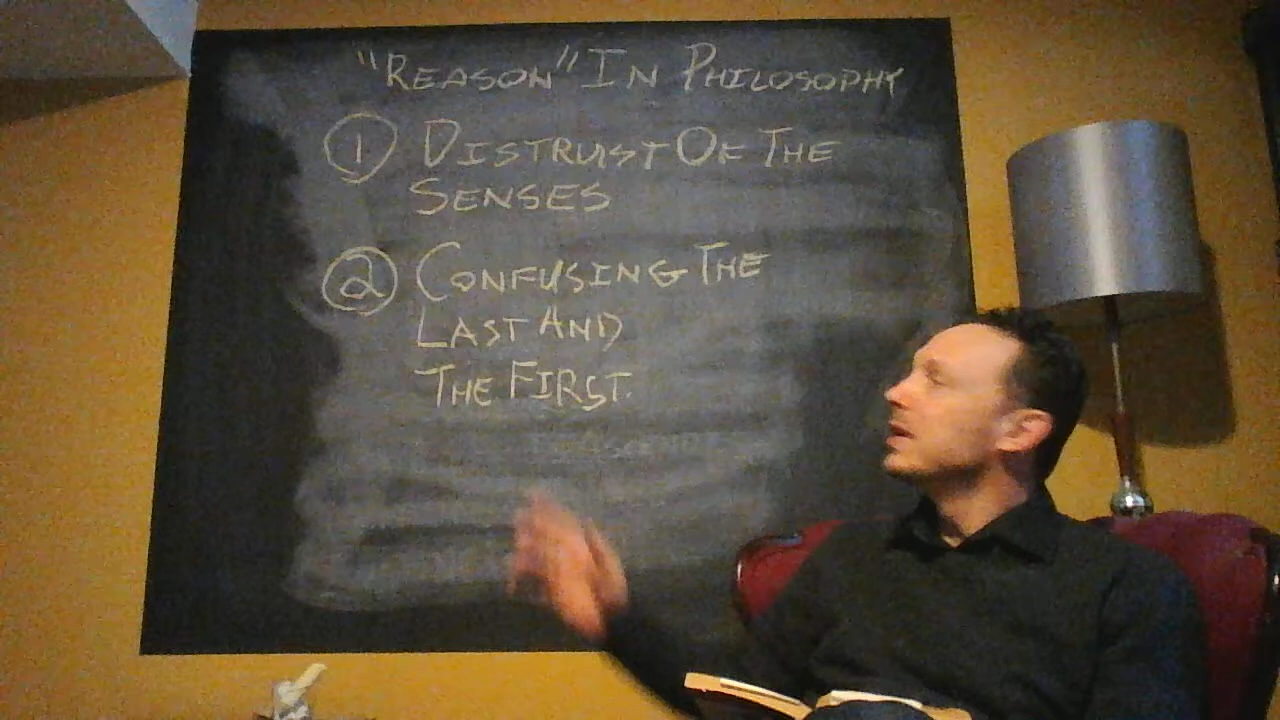 "REASON" IN PHILOSOPHY
① DISTRUST OF THE
SENSES
② CONFUSING THE
LAST AND
THE FIRST.